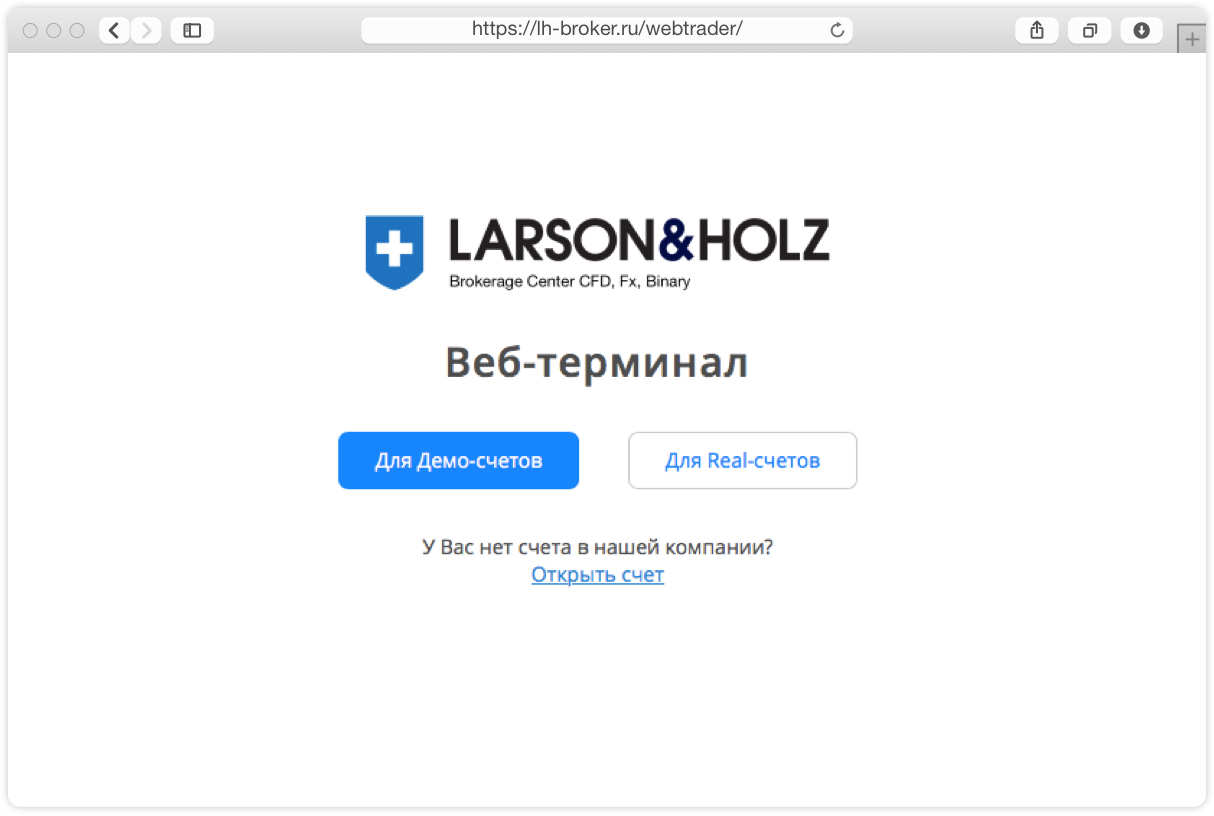 https://lh-broker.ru/webtrader/
LARSON&HOLZ
Brokerage Center CFD, Fx, Binary
Веб-терминал
Для Демо-счетов
Для Real-счетов
У Вас нет счета в нашей компании?
Открыть счет